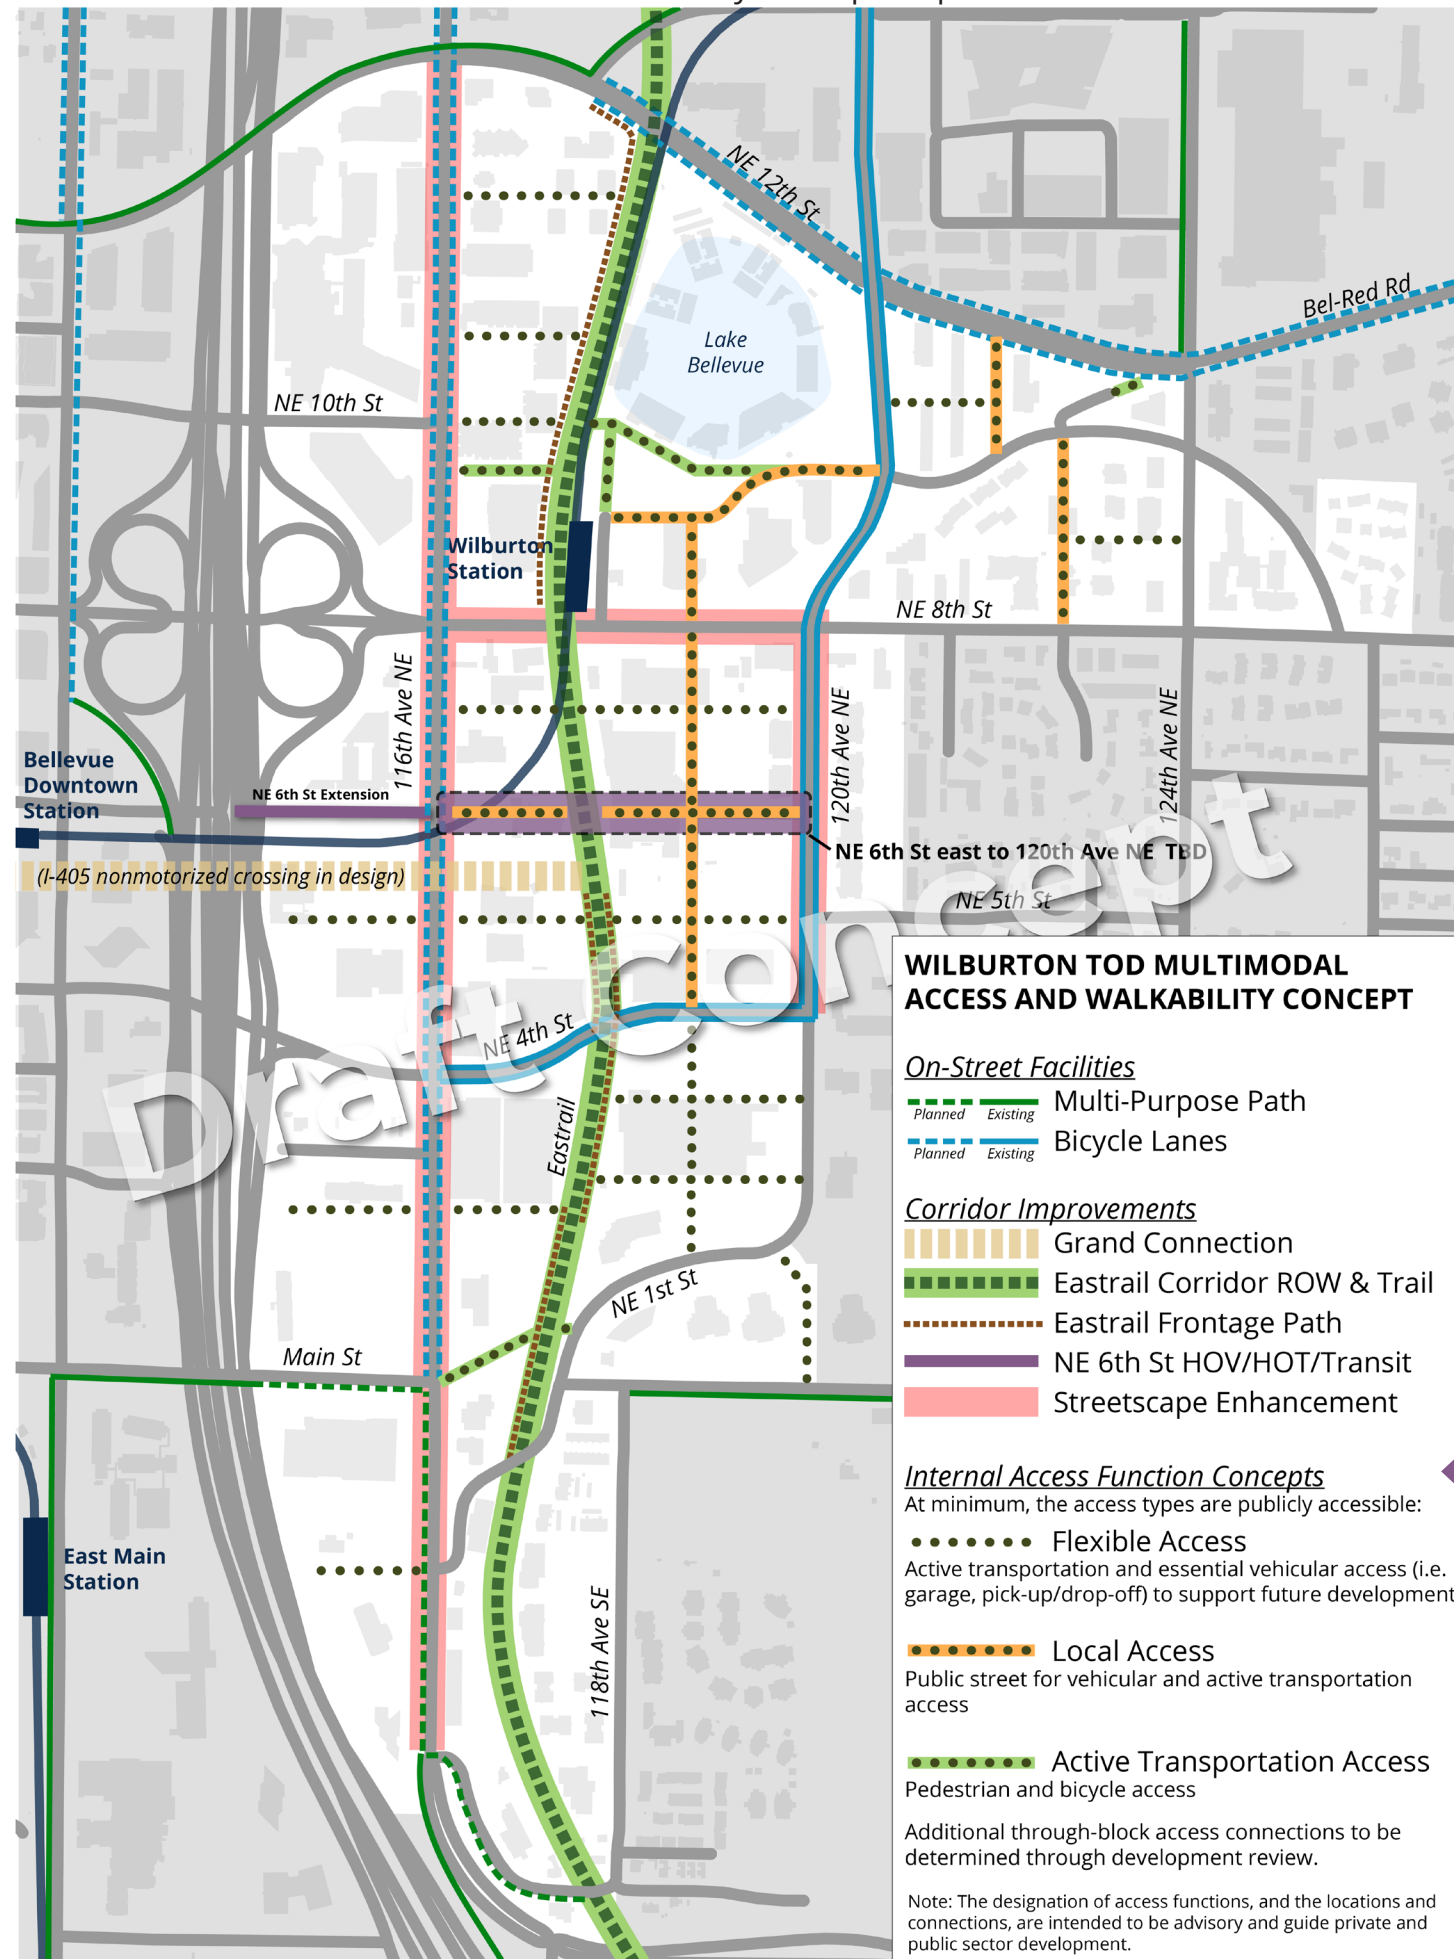 NE 12th St
Bel-Red Rd
Lake
Bellevue
NE 10th St
Wilburton
Station
NE 8th St
116th Ave NE
120th Ave NE
124th Ave NE
Bellevue
Downtown
Station
NE 6th St Extension
NE 6th St east to 120th Ave NE TBD
(I-405 nonmotorized crossing in design)
NE 5th St
Draft Concept
NE 4th St
Eastrail
NE 1st St
Main St
East Main
Station
118th Ave SE
WILBURTON TOD MULTIMODAL
ACCESS AND WALKABILITY CONCEPT
On-Street Facilities
Multi-Purpose Path
Planned Existing
Bicycle Lanes
Planned Existing
Corridor Improvements
Grand Connection
Eastrail Corridor ROW & Trail
Eastrail Frontage Path
NE 6th St HOV/HOT/Transit
Streetscape Enhancement
Internal Access Function Concepts
At minimum, the access types are publicly accessible:
Flexible Access
Active transportation and essential vehicular access (i.e.
garage, pick-up/drop-off) to support future development
Local Access
Public street for vehicular and active transportation
access
Active Transportation Access
Pedestrian and bicycle access
Additional through-block access connections to be
determined through development review.
Note: The designation of access functions, and the locations and
connections, are intended to be advisory and guide private and
public sector development.